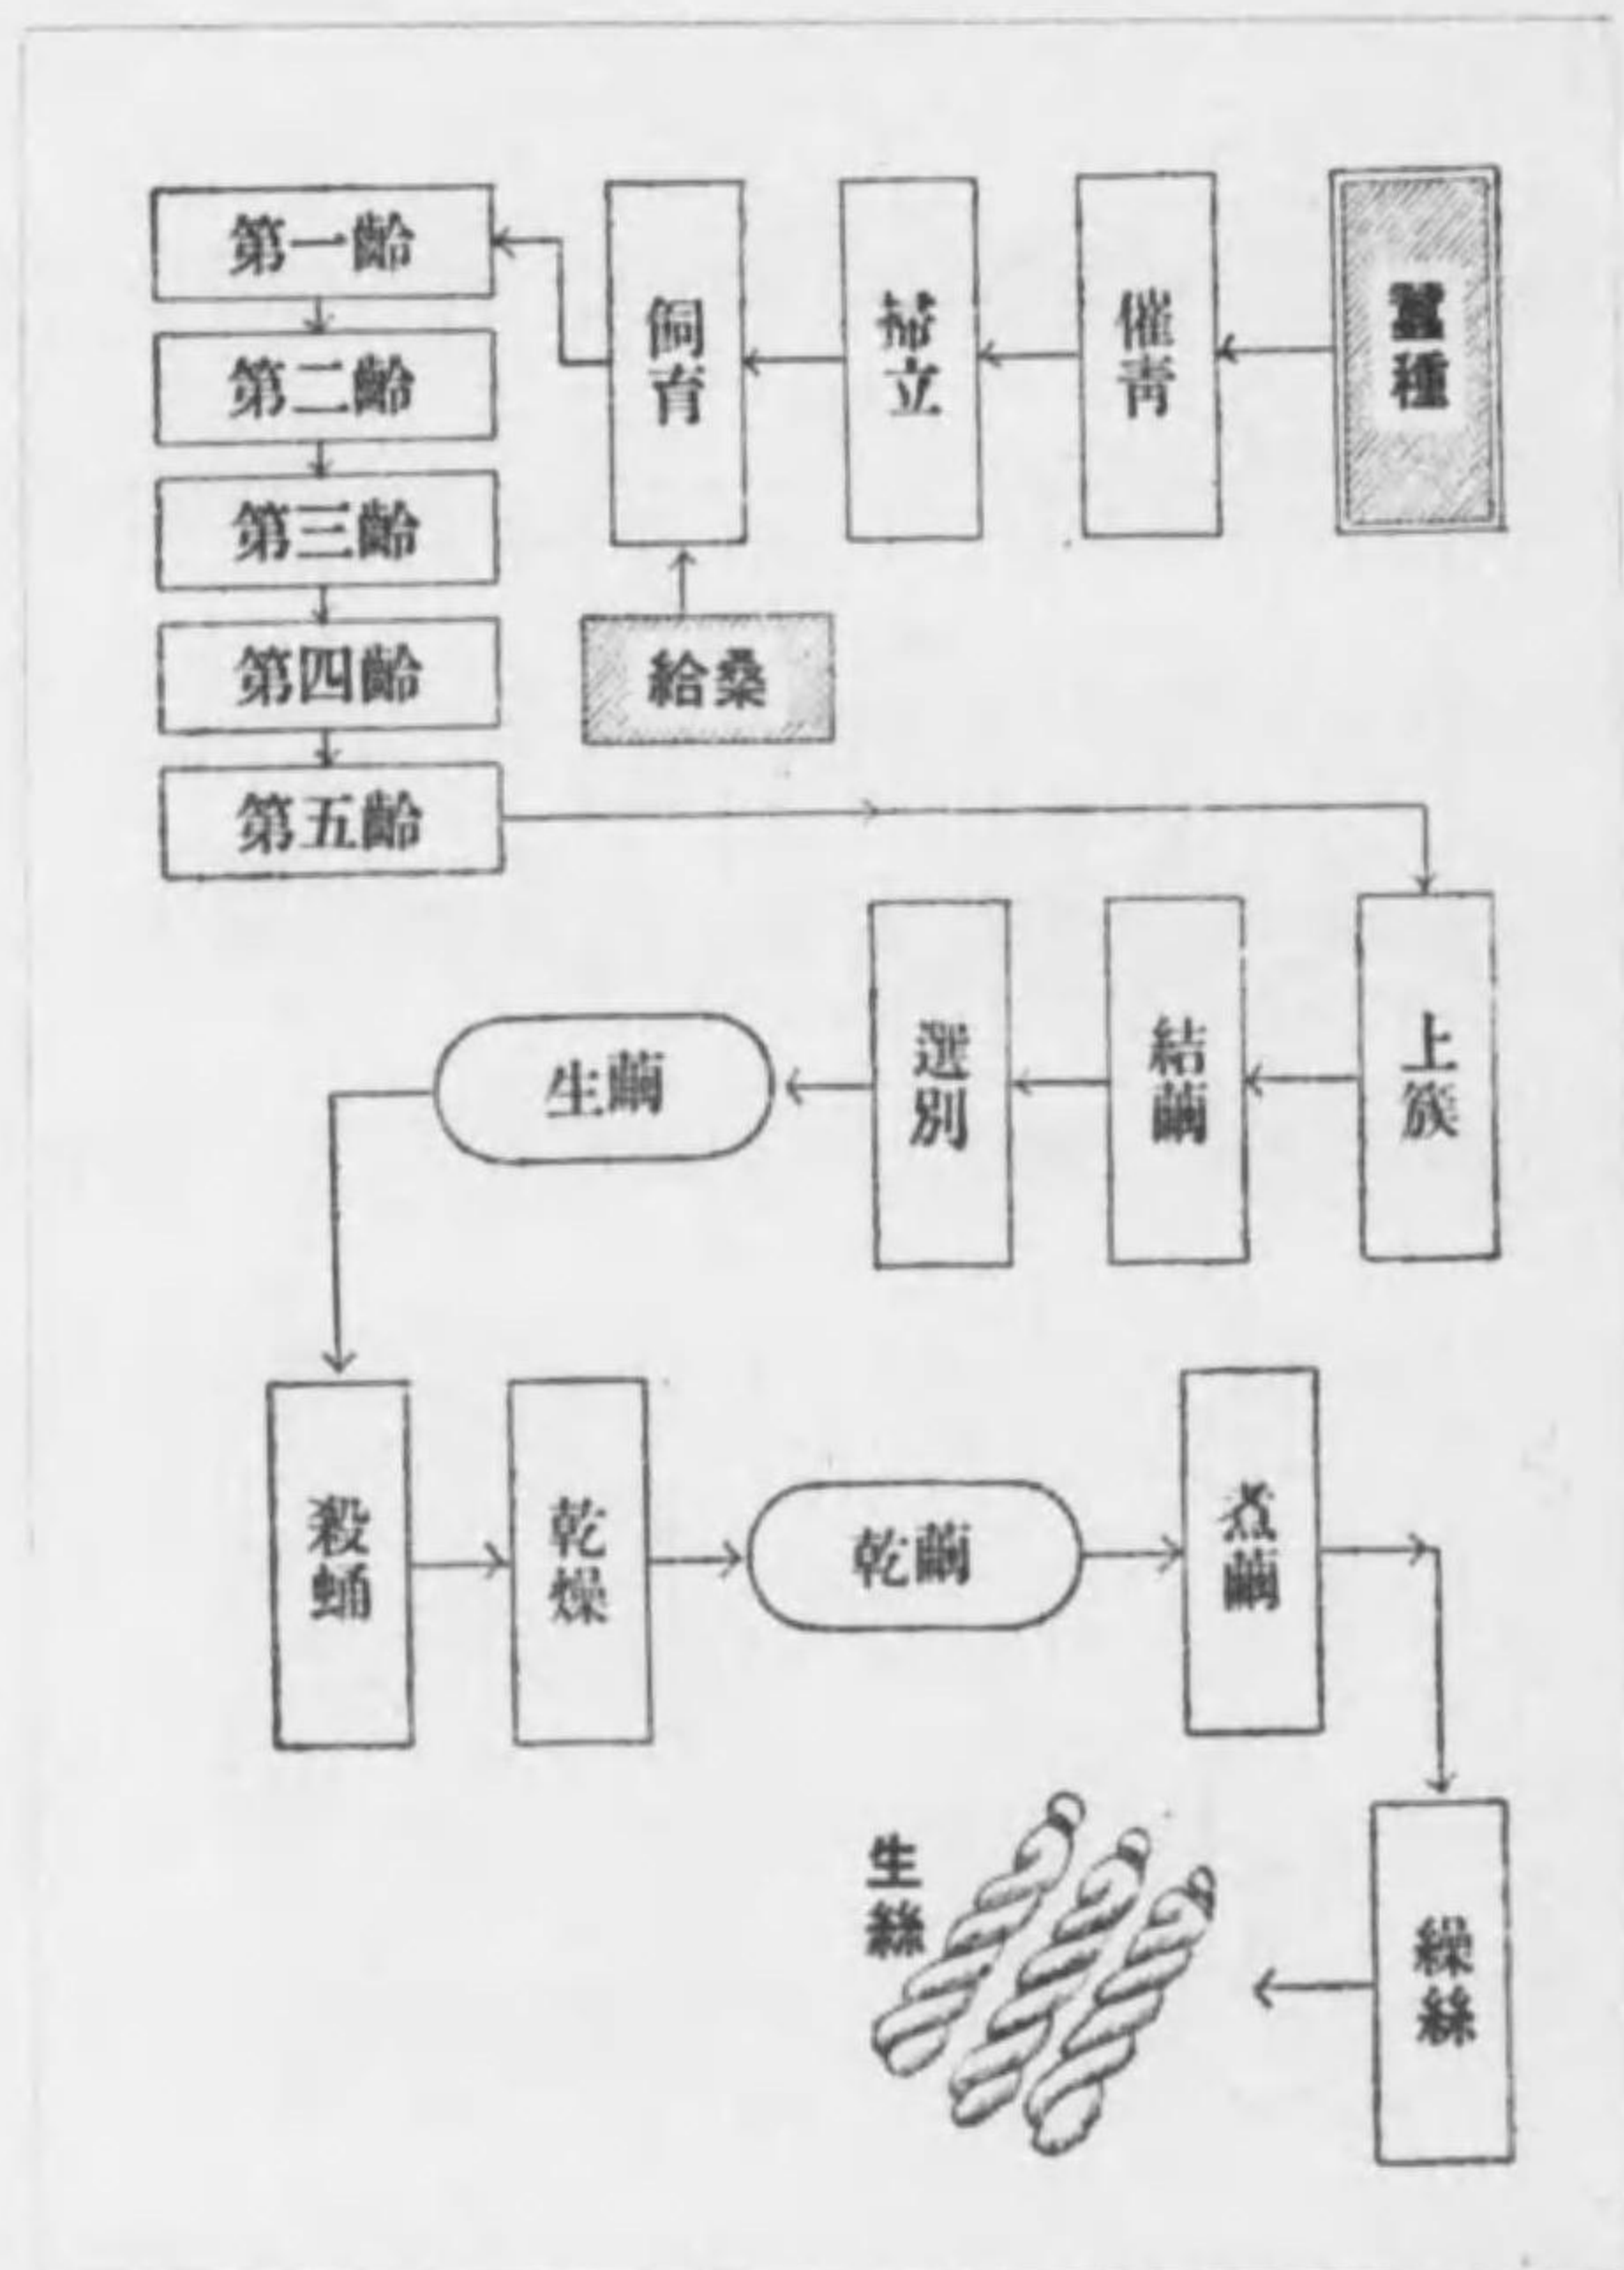 蠶種
催靑
掃立
飼育
給桑
第一齡
第二齡
第三齡
第四齡
第五齡
上簇
結繭
選別
生繭
殺蛹
乾燥
乾繭
煮繭
繰絲
生絲